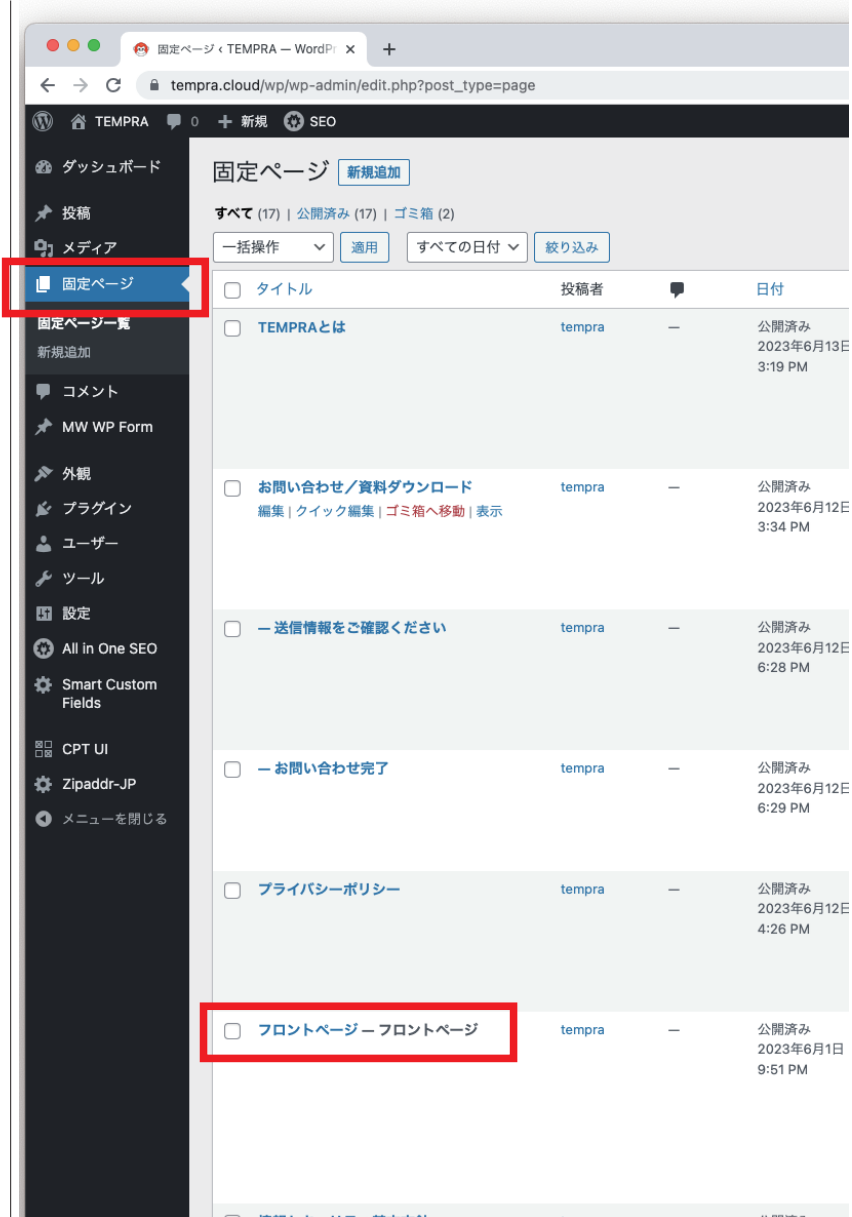 固定ページ ‹ TEMPRA — WordPr
tempra.cloud/wp/wp-admin/edit.php?post_type=page
TEMPRA 0 新規 SEO
ダッシュボード
投稿
メディア
固定ページ
固定ページ一覧
新規追加
コメント
MW WP Form
外観
プラグイン
ユーザー
ツール
設定
All in One SEO
Smart Custom
Fields
CPT UI
Zipaddr-JP
メニューを閉じる
固定ページ 新規追加
すべて (17) | 公開済み (17) | ゴミ箱 (2)
一括操作 適用 すべての日付 絞り込み
タイトル 投稿者 日付
TEMPRAとは tempra — 公開済み
2023年6月13日
3:19 PM
お問い合わせ／資料ダウンロード tempra — 公開済み
編集 | クイック編集 | ゴミ箱へ移動 | 表示 2023年6月12日
3:34 PM
— 送信情報をご確認ください tempra — 公開済み
2023年6月12日
6:28 PM
— お問い合わせ完了 tempra — 公開済み
2023年6月12日
6:29 PM
プライバシーポリシー tempra — 公開済み
2023年6月12日
4:26 PM
フロントページ — フロントページ tempra — 公開済み
2023年6月1日
9:51 PM